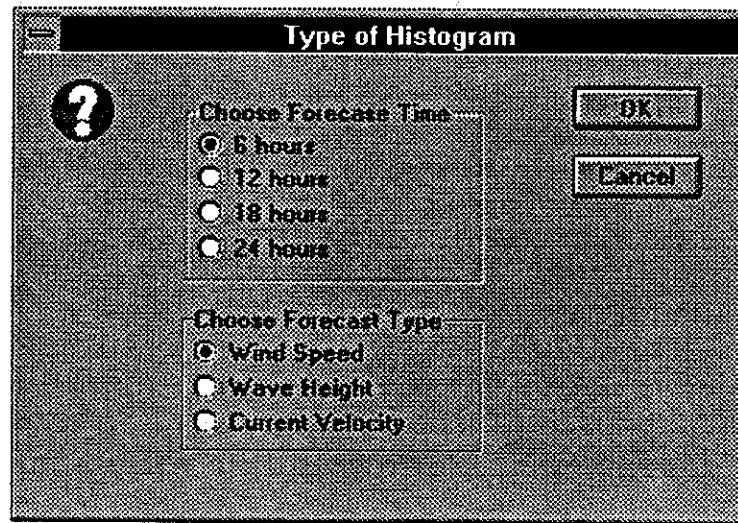 Type of Histogram
Choose Forecase Time
6 hours
12 hours
18 hours
24 hours
OK
Cancel
Choose Forecast Type
Wind Speed
Wave Height
Current Velocity